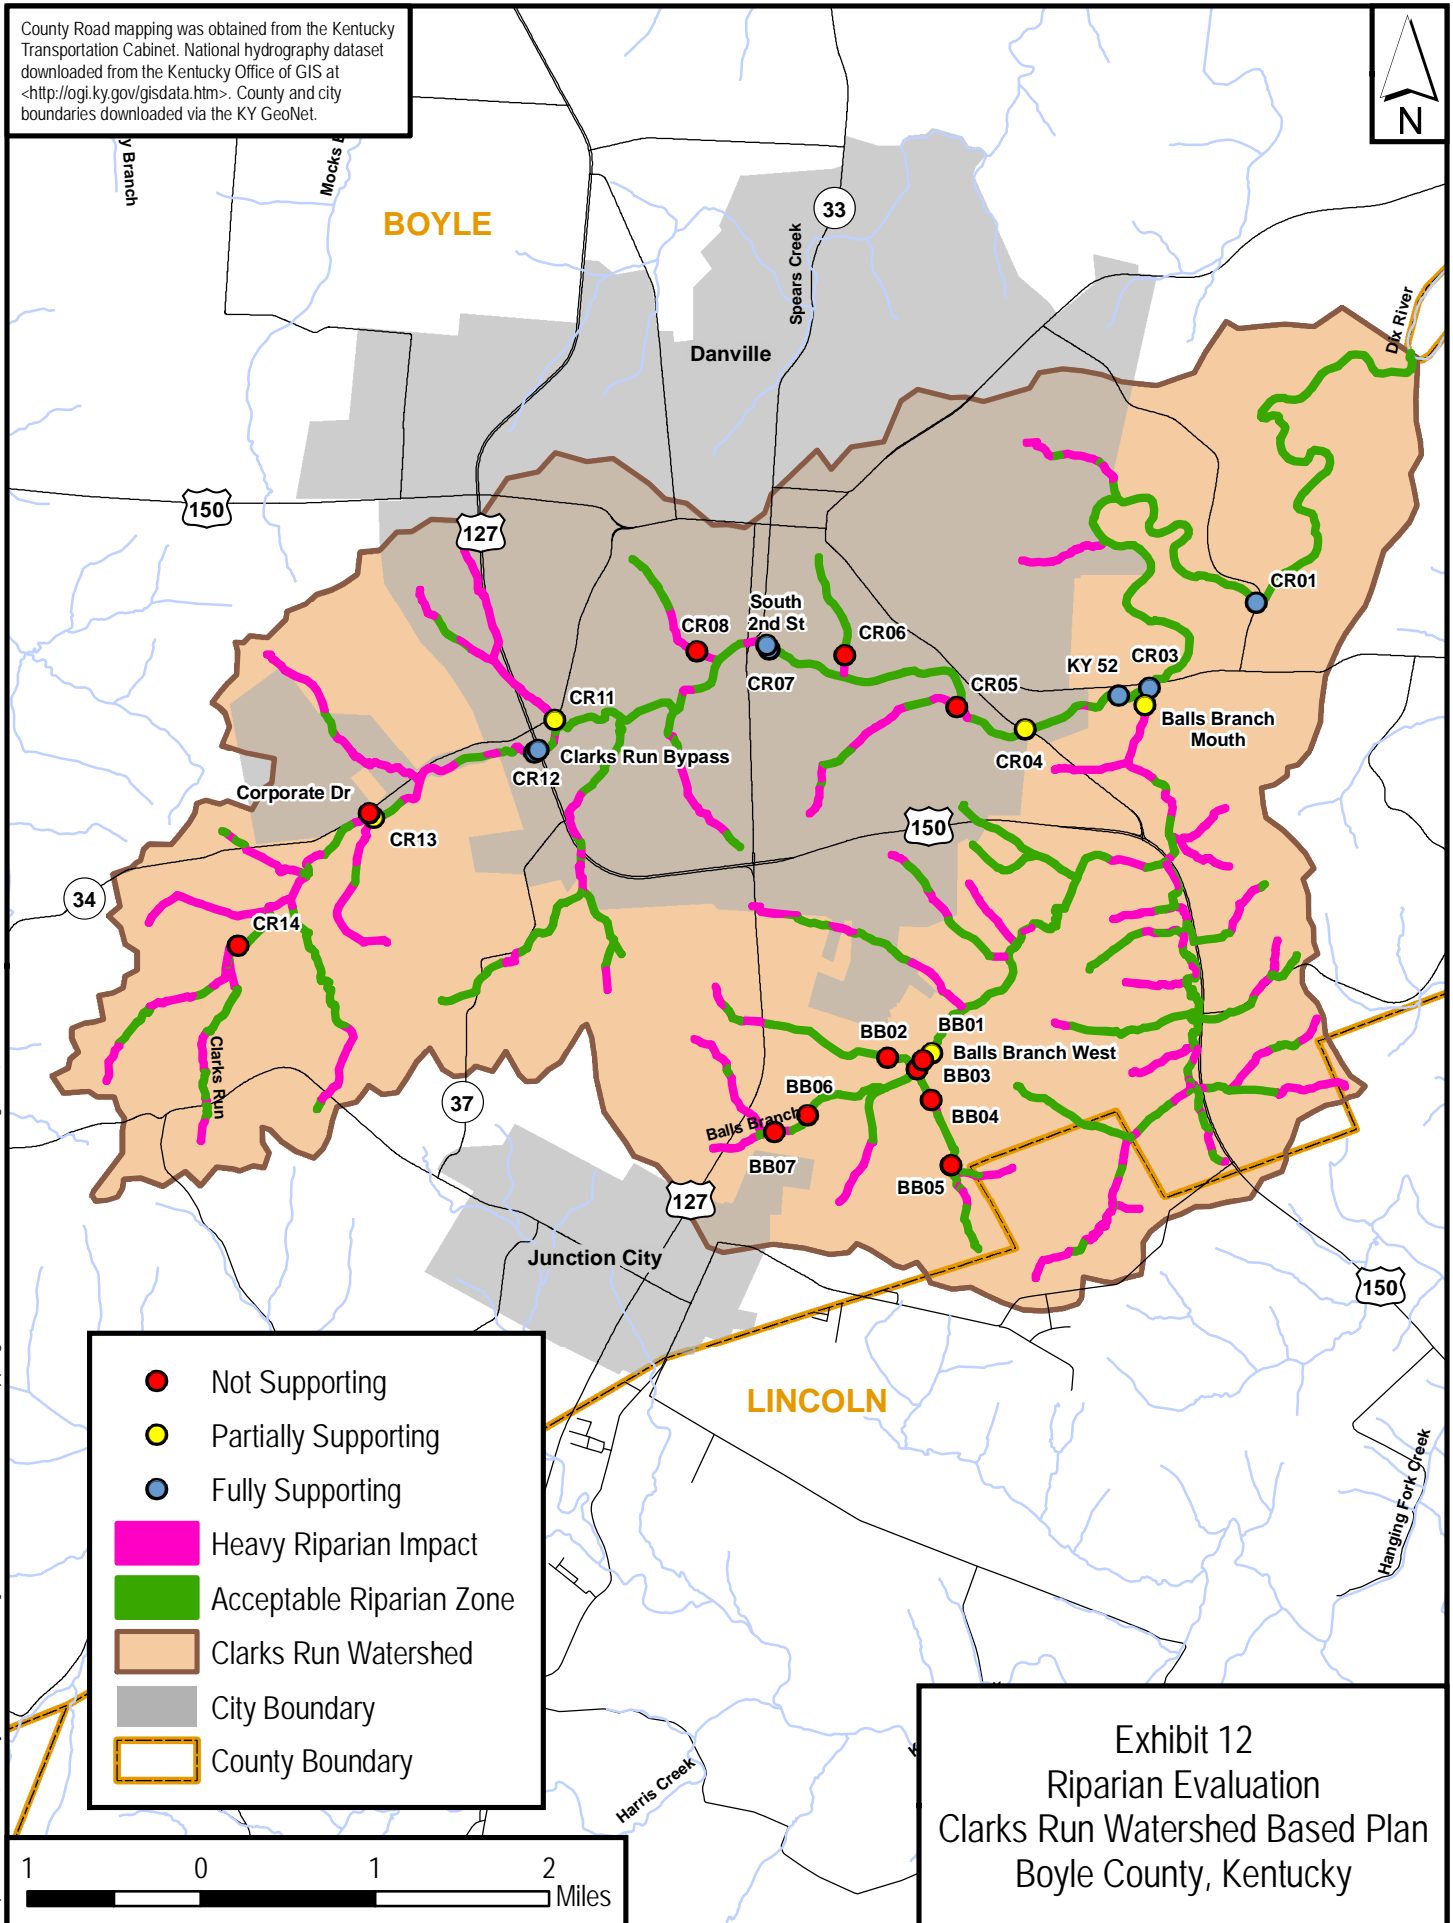 County Road mapping was obtained from the Kentucky
Transportation Cabinet. National hydrography dataset
downloaded from the Kentucky Office of GIS at
<http://ogi.ky.gov/gisdata.htm>. County and city
boundaries downloaded via the KY GeoNet.
N
y Branch
Mocks
BOYLE
33
Spears Creek
Danville
Dix River
150
127
CR01
South
2nd St
CR08
CR06
CR07
CR03
KY 52
CR05
CR11
Balls Branch
Mouth
CR04
Clarks Run Bypass
CR12
Corporate Dr
CR13
150
34
CR14
BB01
BB02
Balls Branch West
BB03
Clarks Run
BB06
BB04
37
Balls Branch
BB07
BB05
127
Junction City
150
LINCOLN
Hanging Fork Creek
Harris Creek
Not Supporting
Partially Supporting
Fully Supporting
Heavy Riparian Impact
Acceptable Riparian Zone
Clarks Run Watershed
City Boundary
County Boundary
1 0 1 2
Miles
Exhibit 12
Riparian Evaluation
Clarks Run Watershed Based Plan
Boyle County, Kentucky